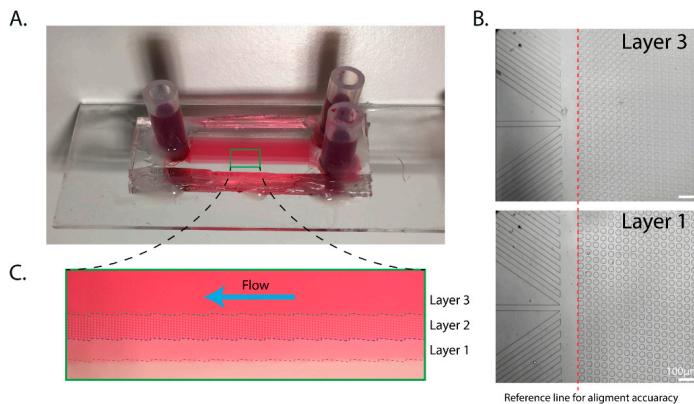 A.
B.
Layer 3
Layer 1
100μm
Reference line for aligment accuaracy
C.
Flow
Layer 3
Layer 2
Layer 1